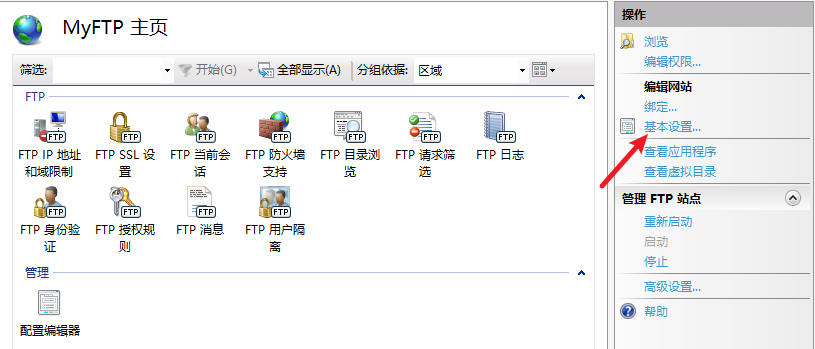 MyFTP 主页
筛选:
开始(G)
全部显示(A)
分组依据:
区域
FTP
FTP IP 地址
和域限制
FTP SSL 设
置
FTP 当前会
话
FTP 防火墙
支持
FTP 目录浏
览
FTP 请求筛
选
FTP 日志
FTP 身份验
证
FTP 授权规
则
FTP 消息
FTP 用户隔
离
管理
配置编辑器
操作
浏览
编辑权限...
编辑网站
绑定...
基本设置...
查看应用程序
查看虚拟目录
管理 FTP 站点
重新启动
启动
停止
高级设置...
帮助